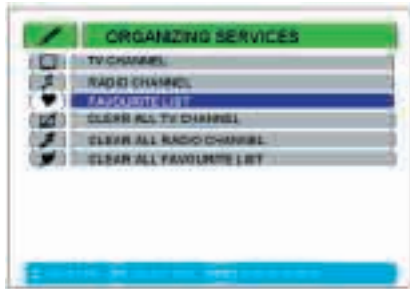 ORGANIZING SERVICES
TV CHANNEL
RADIO CHANNEL
FAVOURITE LIST
CLEAR ALL TV CHANNEL
CLEAR ALL RADIO CHANNEL
CLEAR ALL FAVOURITE LIST